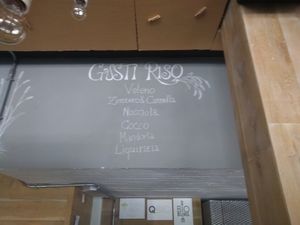 GUSTI RISO
Veleno
Zenzero & Cannella
Nocciola
Cocco
Mandorla
Liquirizia